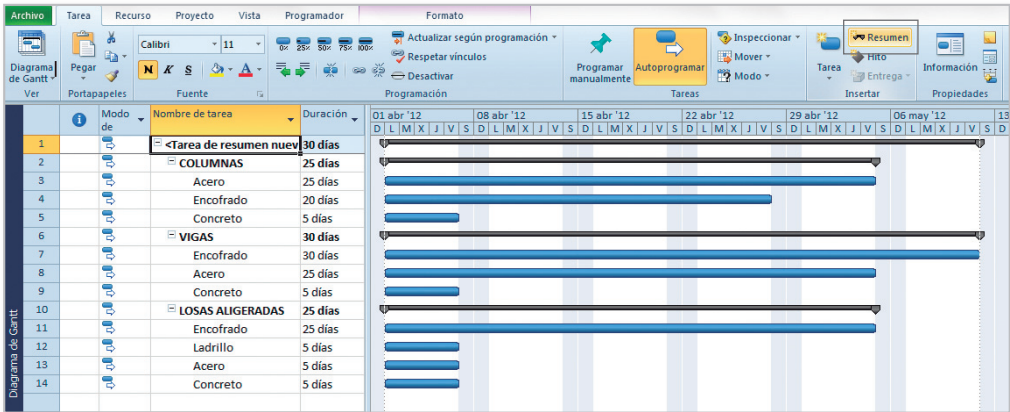 Archivo Tarea Recurso Proyecto Vista Programador Formato
Diagrama de Gantt
Ver
Pegar
Portapapeles
Calibri 11
N K S A
Fuente
0% 25% 50% 75% 100%
Actualizar según programación
Respetar vínculos
Desactivar
Programación
Programar manualmente
Autoprogramar
Inspeccionar
Mover
Modo
Tareas
Tarea
Resumen
Hito
Entrega
Insertar
Información
Propiedades
Modo de Nombre de tarea Duración
01 abr '12 08 abr '12 15 abr '12 22 abr '12 29 abr '12 06 may '12 13
D L M X J V S D L M X J V S D L M X J V S D L M X J V S D L M X J V S D L M X J V S D
1 <Tarea de resumen nuev 30 días
2 COLUMNAS 25 días
3 Acero 25 días
4 Encofrado 20 días
5 Concreto 5 días
6 VIGAS 30 días
7 Encofrado 30 días
8 Acero 25 días
9 Concreto 5 días
10 LOSAS ALIGERADAS 25 días
11 Encofrado 25 días
12 Ladrillo 5 días
13 Acero 5 días
14 Concreto 5 días
Diagrama de Gantt